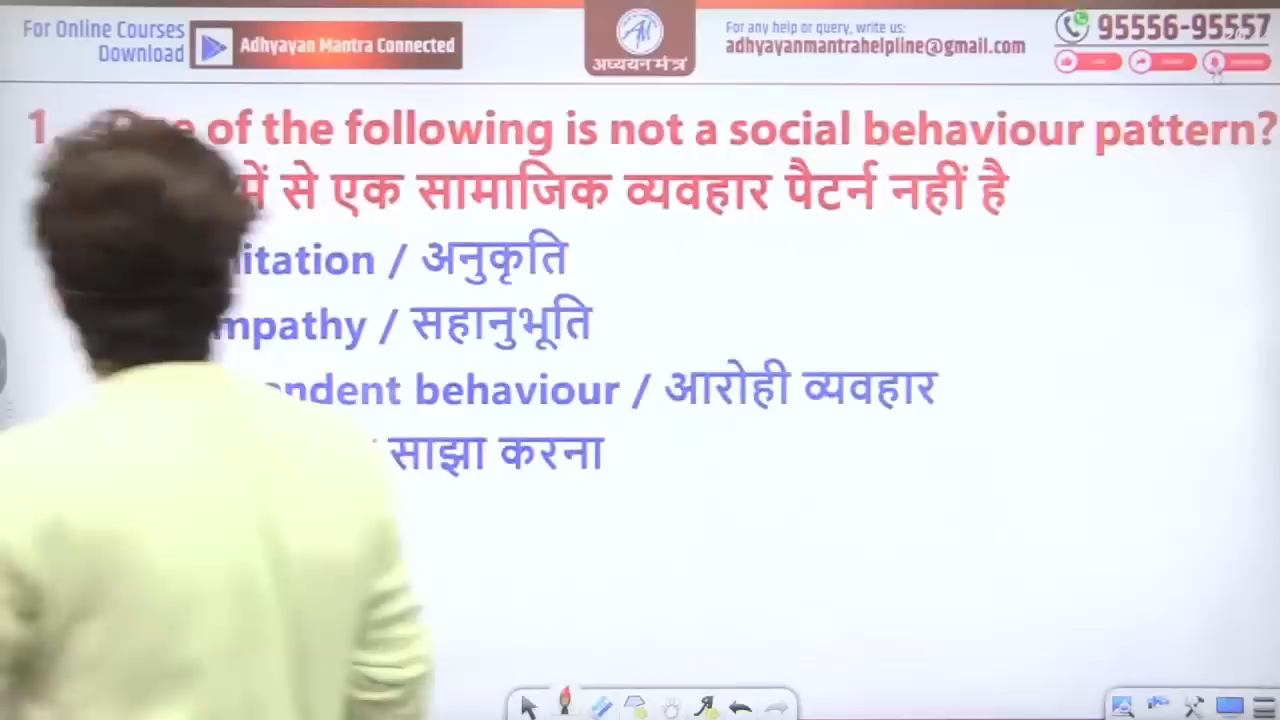 For Online Courses
Download
Adhyayan Mantra Connected
अध्ययन मंत्र
For any help or query, write us:
adhyayanmantrahelpline@gmail.com
95556-95557
1. of the following is not a social behaviour pattern?
में से एक सामाजिक व्यवहार पैटर्न नहीं है
itation / अनुकृति
mpathy / सहानुभूति
endent behaviour / आरोही व्यवहार
साझा करना